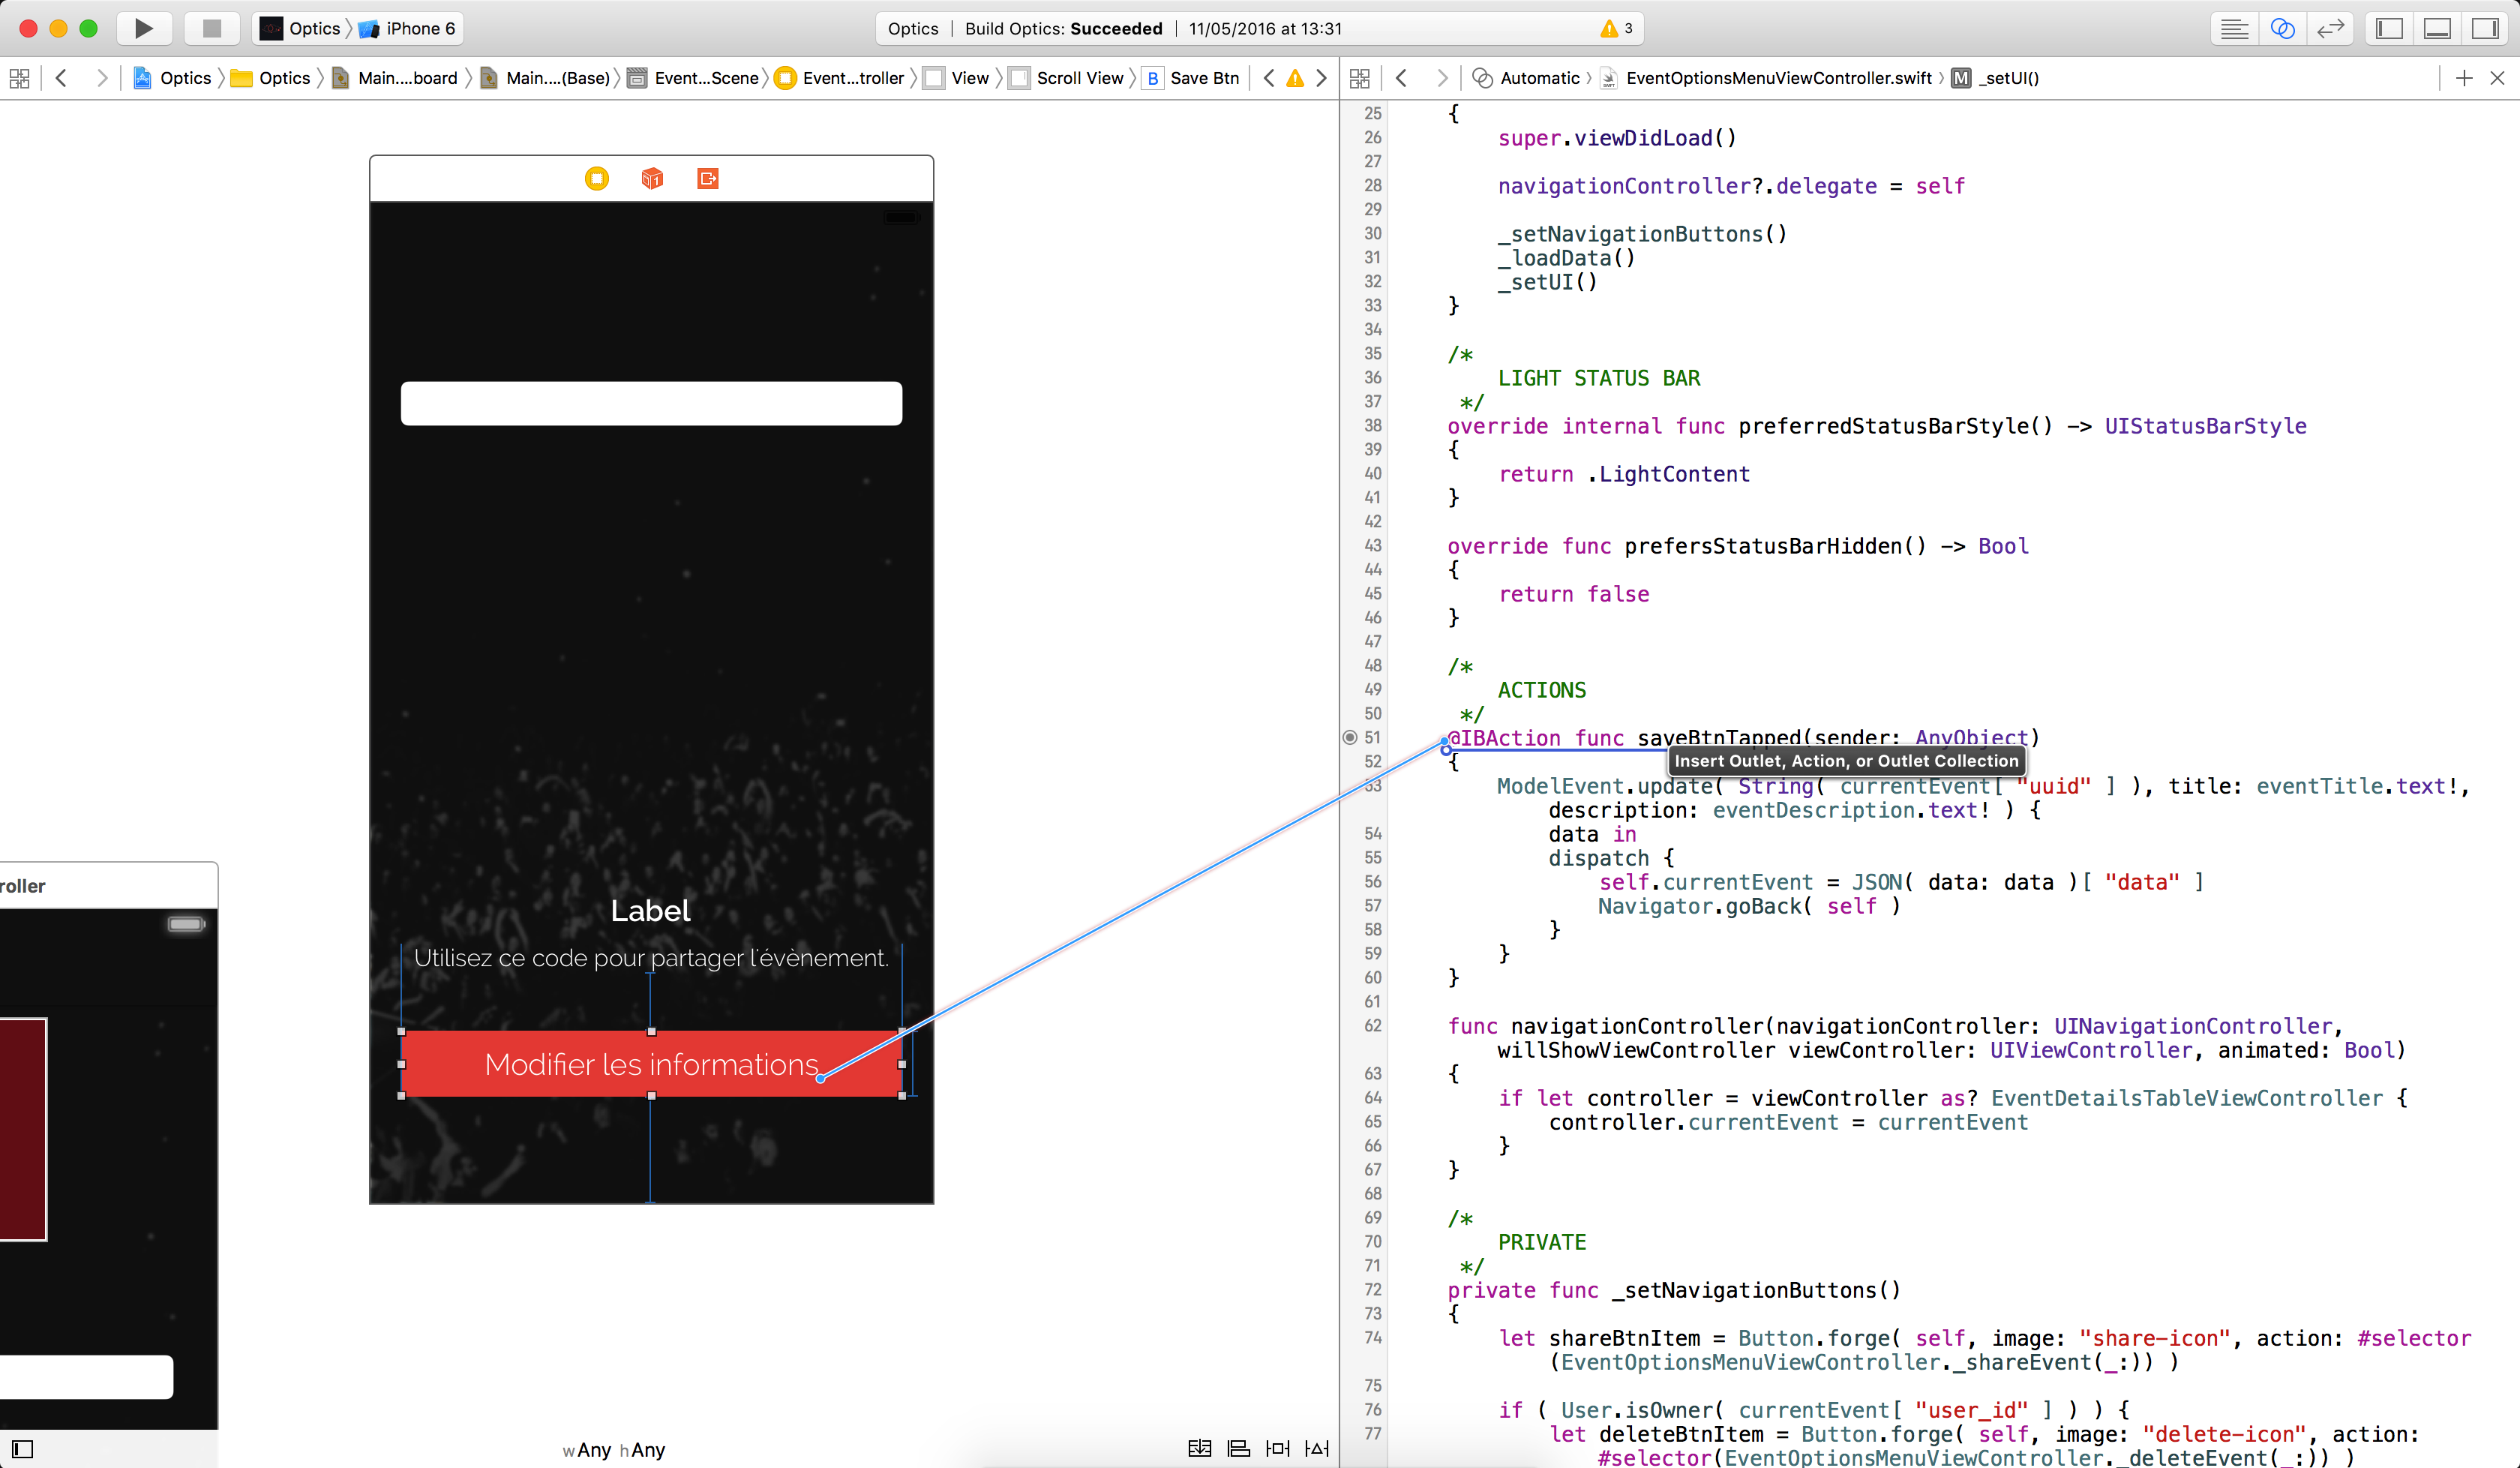 Optics iPhone 6
Optics | Build Optics: Succeeded | 11/05/2016 at 13:31
3
Optics Optics Main....board Main....(Base) Event...Scene Event...troller View Scroll View B Save Btn
Automatic EventOptionsMenuViewController.swift M _setUI()
roller
Label
Utilisez ce code pour partager l'évènement.
Modifier les informations
wAny hAny
25 {
26 super.viewDidLoad()
27
28 navigationController?.delegate = self
29
30 _setNavigationButtons()
31 _loadData()
32 _setUI()
33 }
34
35 /*
36 LIGHT STATUS BAR
37 */
38 override internal func preferredStatusBarStyle() -> UIStatusBarStyle
39 {
40 return .LightContent
41 }
42
43 override func prefersStatusBarHidden() -> Bool
44 {
45 return false
46 }
47
48 /*
49 ACTIONS
50 */
51 @IBAction func saveBtnTapped(sender: AnyObject)
Insert Outlet, Action, or Outlet Collection
52 {
53 ModelEvent.update( String( currentEvent[ "uuid" ] ), title: eventTitle.text!,
description: eventDescription.text! ) {
54 data in
55 dispatch {
56 self.currentEvent = JSON( data: data )[ "data" ]
57 Navigator.goBack( self )
58 }
59 }
60 }
61
62 func navigationController(navigationController: UINavigationController,
willShowViewController viewController: UIViewController, animated: Bool)
63 {
64 if let controller = viewController as? EventDetailsTableViewController {
65 controller.currentEvent = currentEvent
66 }
67 }
68
69 /*
70 PRIVATE
71 */
72 private func _setNavigationButtons()
73 {
74 let shareBtnItem = Button.forge( self, image: "share-icon", action: #selector
(EventOptionsMenuViewController._shareEvent(_:)) )
75
76 if ( User.isOwner( currentEvent[ "user_id" ] ) ) {
77 let deleteBtnItem = Button.forge( self, image: "delete-icon", action:
#selector(EventOptionsMenuViewController._deleteEvent(_:)) )